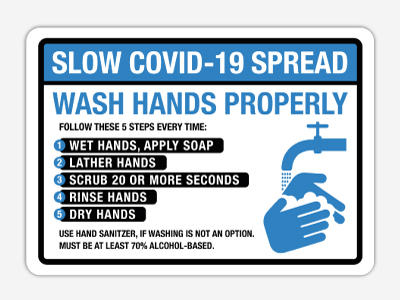 SLOW COVID-19 SPREAD
WASH HANDS PROPERLY
FOLLOW THESE 5 STEPS EVERY TIME:
1 WET HANDS, APPLY SOAP
2 LATHER HANDS
3 SCRUB 20 OR MORE SECONDS
4 RINSE HANDS
5 DRY HANDS
USE HAND SANITZER, IF WASHING IS NOT AN OPTION.
MUST BE AT LEAST 70% ALCOHOL-BASED.